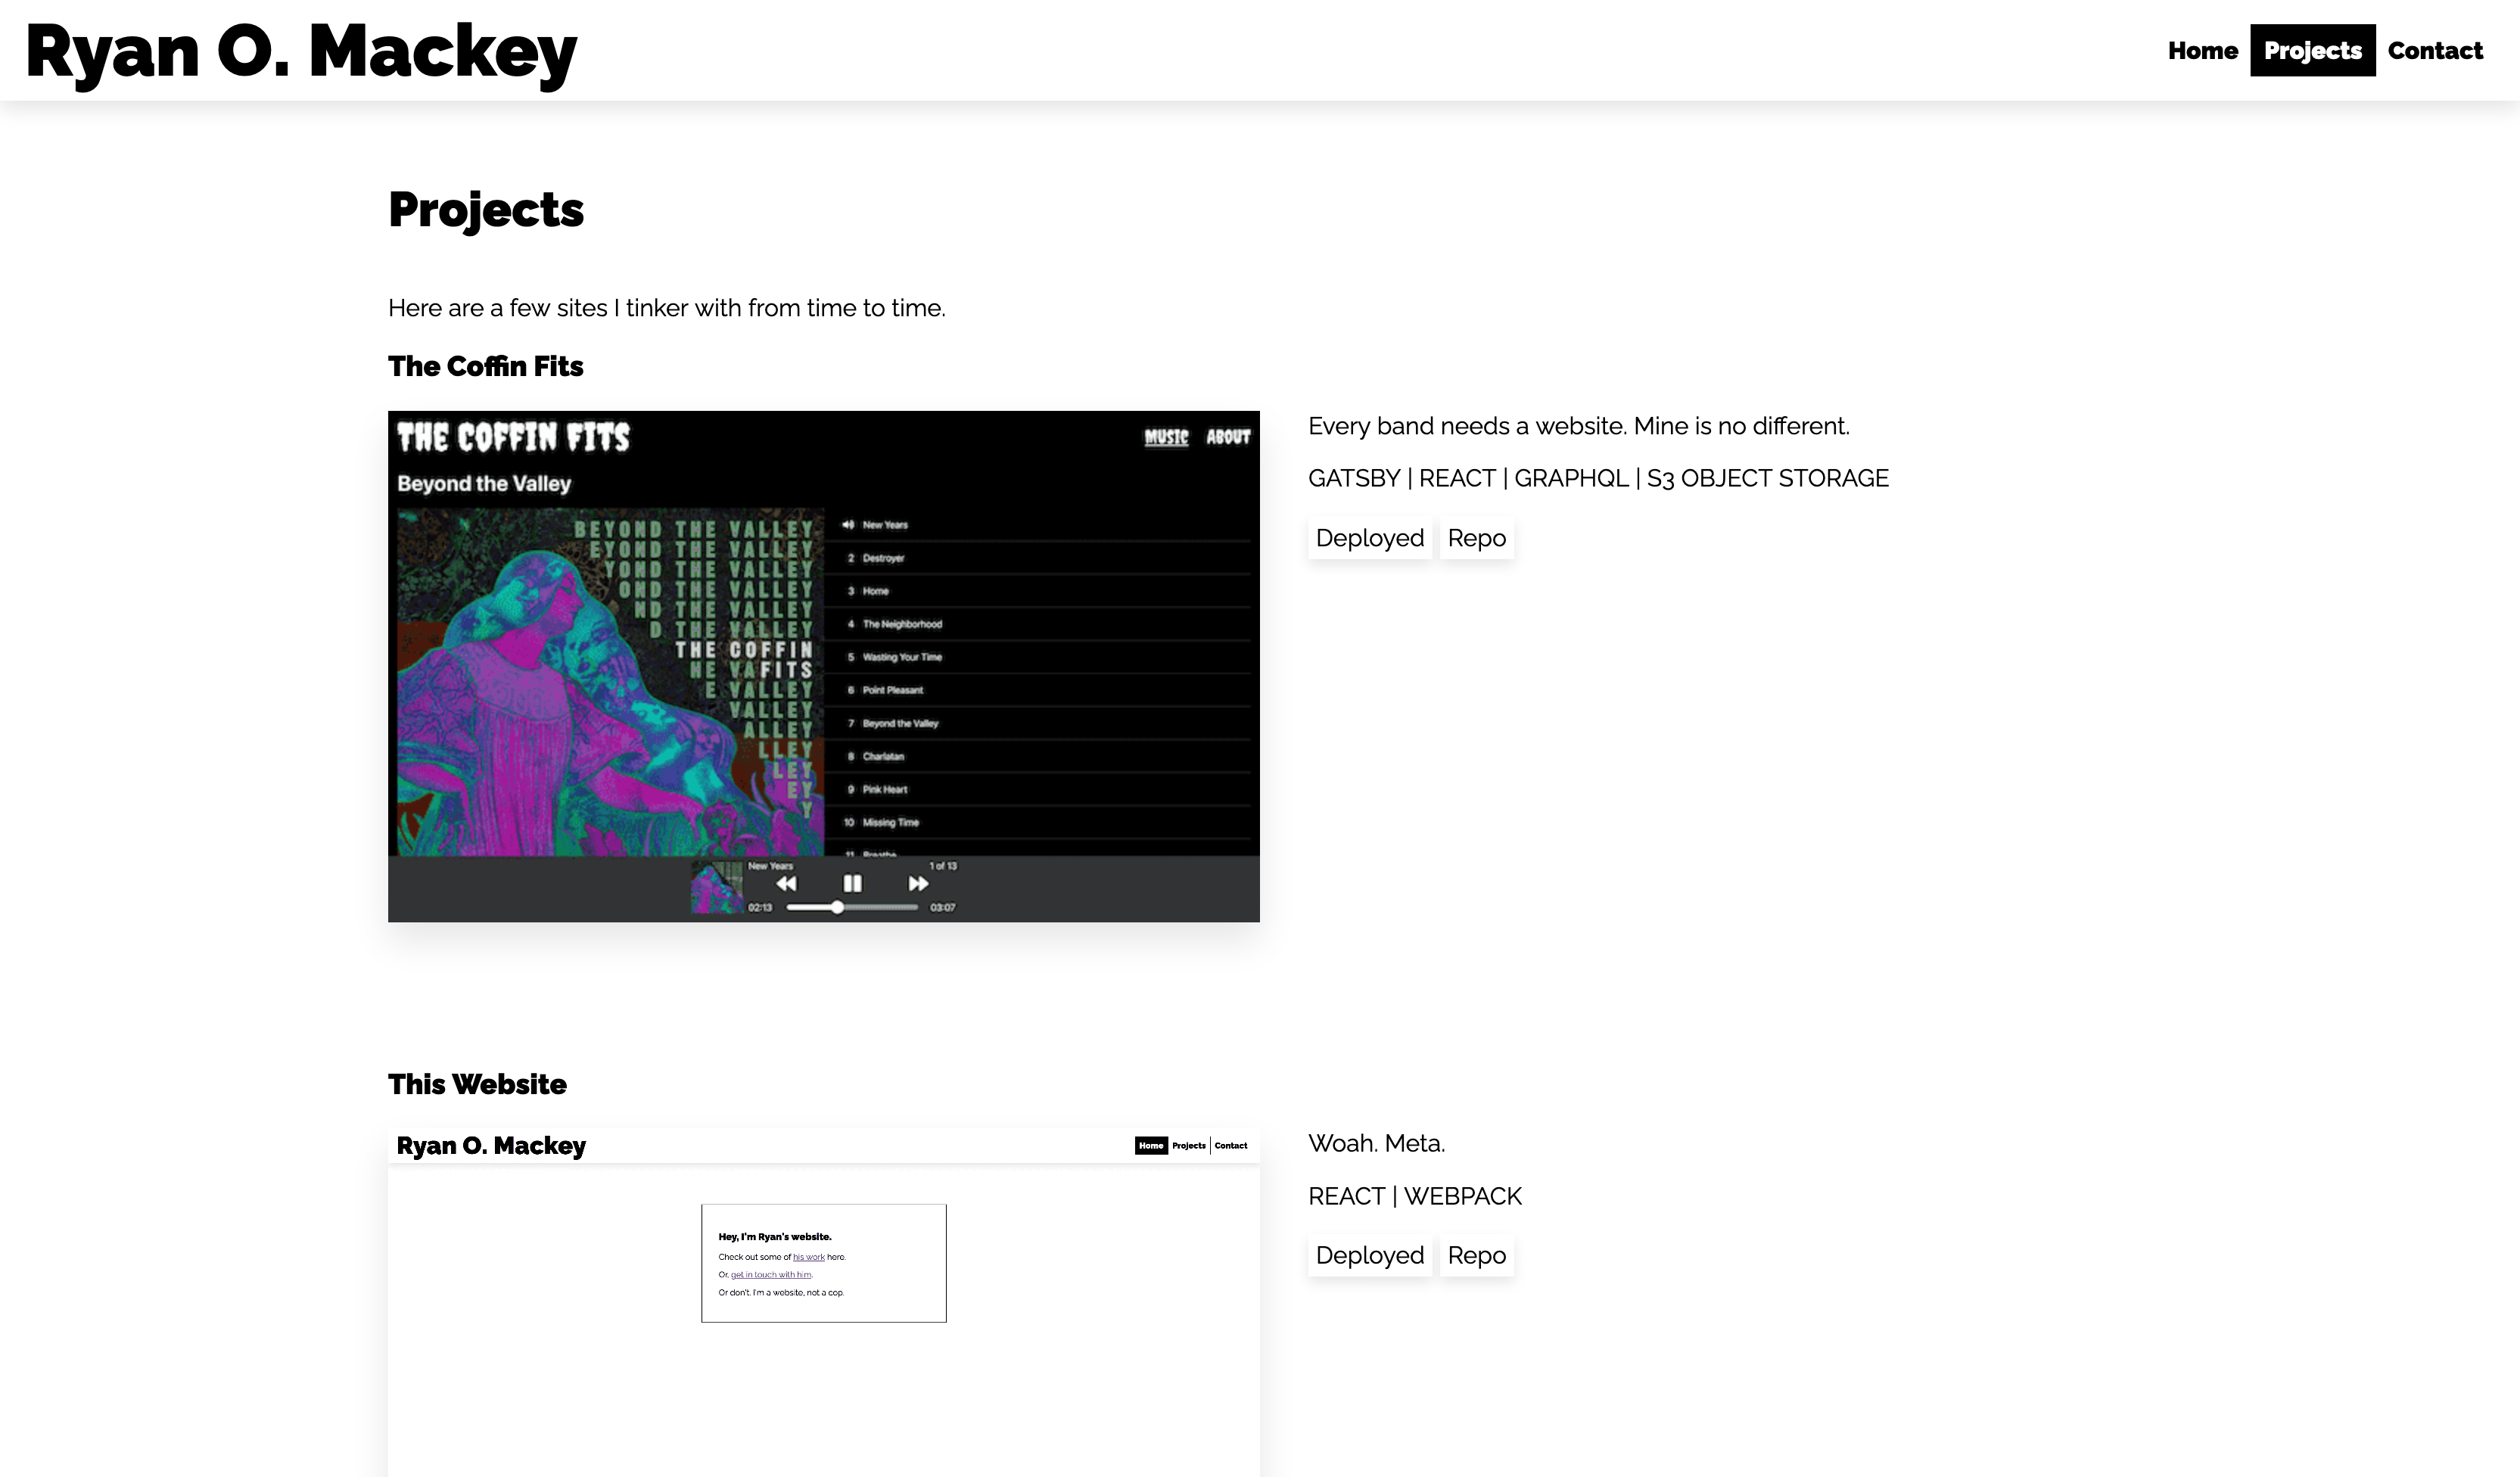 Ryan O. Mackey
Home Projects Contact
Projects
Here are a few sites I tinker with from time to time.
The Coffin Fits
THE COFFIN FITS
MUSIC ABOUT
Beyond the Valley
BEYOND THE VALLEY
EYOND THE VALLEY
YOND THE VALLEY
OND THE VALLEY
ND THE VALLEY
D THE VALLEY
THE COFFIN
HE VAFITS
E VALLEY
VALLEY
ALLEY
LLEY
LEY
EY
Y
New Years
2 Destroyer
3 Home
4 The Neighborhood
5 Wasting Your Time
6 Point Pleasant
7 Beyond the Valley
8 Charlatan
9 Pink Heart
10 Missing Time
11 Breathe
New Years 1 of 13
02:13 03:07
Every band needs a website. Mine is no different.
GATSBY | REACT | GRAPHQL | S3 OBJECT STORAGE
Deployed Repo
This Website
Ryan O. Mackey
Home Projects Contact
Hey, I'm Ryan's website.
Check out some of his work here.
Or, get in touch with him.
Or don't. I'm a website, not a cop.
Woah. Meta.
REACT | WEBPACK
Deployed Repo